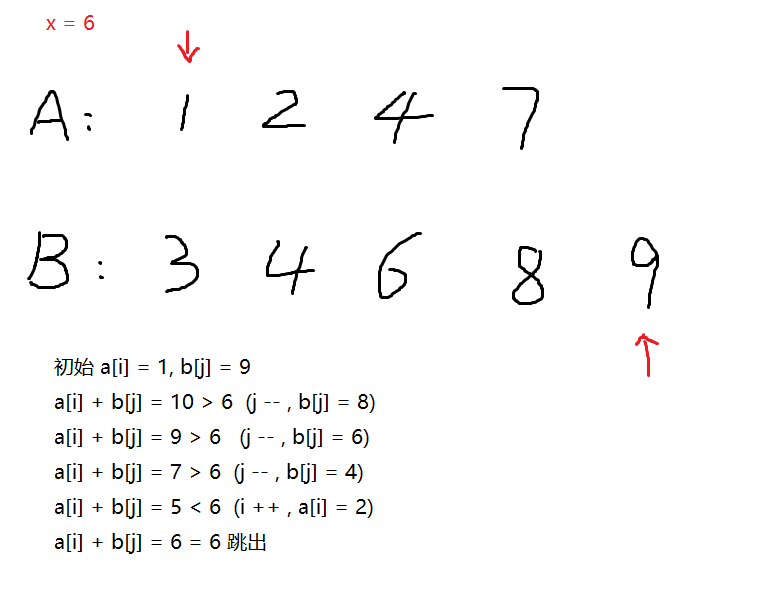 x = 6
A: 1 2 4 7
B: 3 4 6 8 9
初始 a[i] = 1, b[j] = 9
a[i] + b[j] = 10 > 6 (j -- , b[j] = 8)
a[i] + b[j] = 9 > 6 (j -- , b[j] = 6)
a[i] + b[j] = 7 > 6 (j -- , b[j] = 4)
a[i] + b[j] = 5 < 6 (i ++ , a[i] = 2)
a[i] + b[j] = 6 = 6 跳出